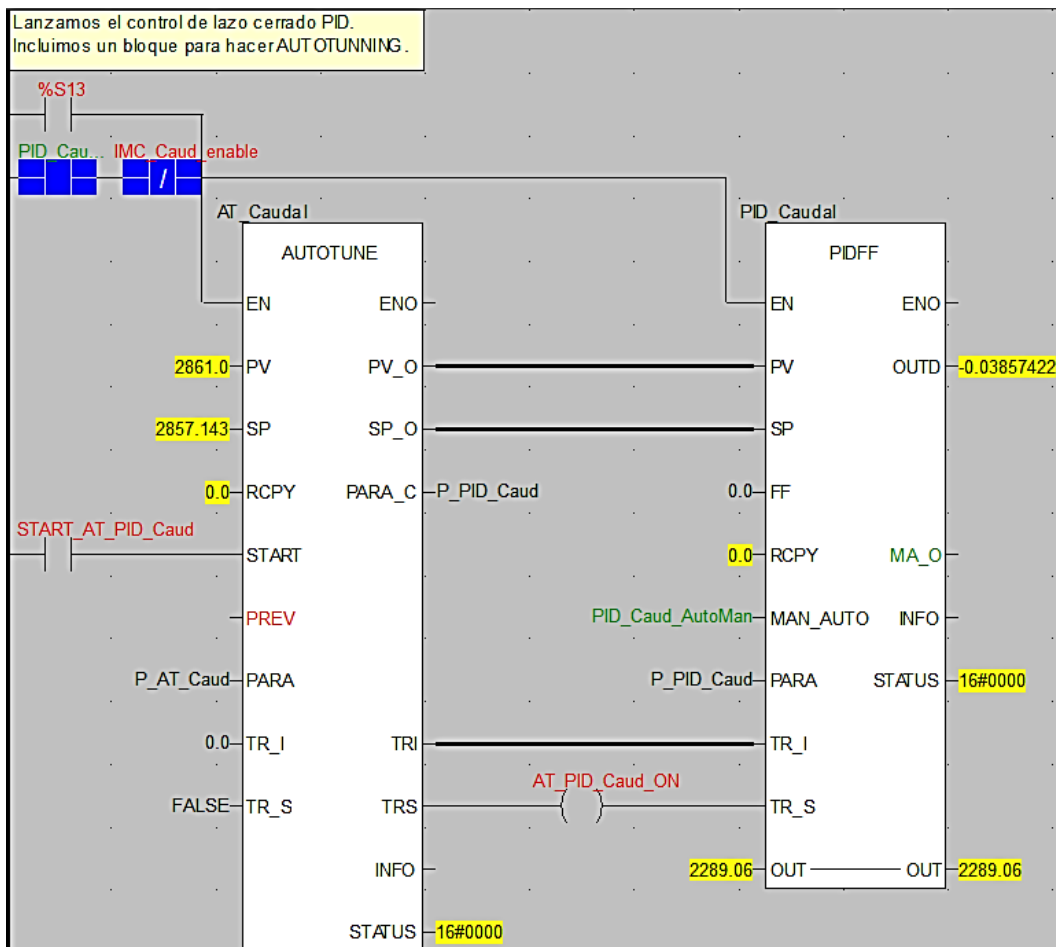 Lanzamos el control de lazo cerrado PID.
Incluimos un bloque para hacer AUTOTUNNING.
%S13
PID_Cau... IMC_Caud_enable
/
AT_Caudal PID_Caudal
AUTOTUNE PIDFF
EN ENO EN ENO
2861.0 PV PV_O PV OUTD -0.03857422
2857.143 SP SP_O SP
0.0 RCPY PARA_C P_PID_Caud 0.0 FF
START_AT_PID_Caud
START 0.0 RCPY MA_O
PREV PID_Caud_AutoMan MAN_AUTO INFO
P_AT_Caud PARA P_PID_Caud PARA STATUS 16#0000
0.0 TR_I TRI TR_I
AT_PID_Caud_ON
FALSE TR_S TRS TR_S
INFO 2289.06 OUT OUT 2289.06
STATUS 16#0000